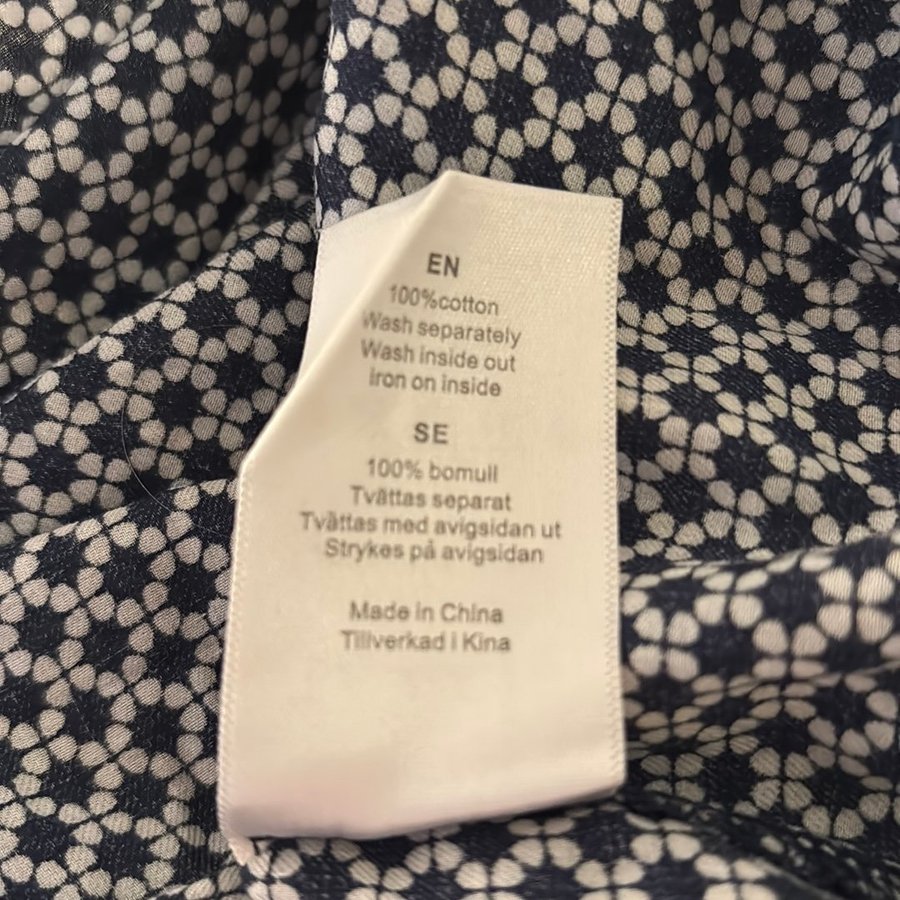 EN
100%cotton
Wash separately
Wash inside out
iron on inside
SE
100% bomull
Tvättas separat
Tvättas med avigsidan ut
Strykes på avigsidan
Made in China
Tillverkad i Kina